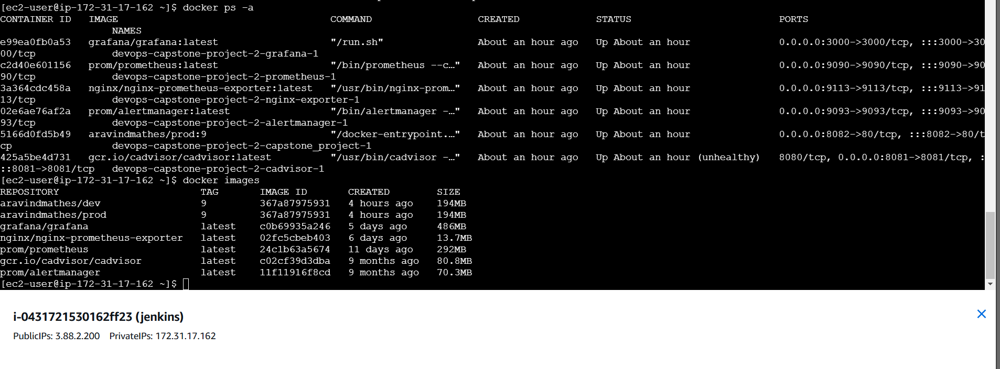 [ec2-user@ip-172-31-17-162 ~]$ docker ps -a
CONTAINER ID   IMAGE                                    COMMAND                  CREATED             STATUS                         PORTS
                   NAMES
e99ea0fb0a53   grafana/grafana:latest                   "/run.sh"                About an hour ago   Up About an hour               0.0.0.0:3000->3000/tcp, :::3000->30
00/tcp             devops-capstone-project-2-grafana-1
c2d40e601156   prom/prometheus:latest                   "/bin/prometheus --c…"   About an hour ago   Up About an hour               0.0.0.0:9090->9090/tcp, :::9090->90
90/tcp             devops-capstone-project-2-prometheus-1
3a364cdc458a   nginx/nginx-prometheus-exporter:latest   "/usr/bin/nginx-prom…"   About an hour ago   Up About an hour               0.0.0.0:9113->9113/tcp, :::9113->91
13/tcp             devops-capstone-project-2-nginx-exporter-1
02e6ae76af2a   prom/alertmanager:latest                 "/bin/alertmanager -…"   About an hour ago   Up About an hour               0.0.0.0:9093->9093/tcp, :::9093->90
93/tcp             devops-capstone-project-2-alertmanager-1
5166d0fd5b49   aravindmathes/prod:9                     "/docker-entrypoint.…"   About an hour ago   Up About an hour               0.0.0.0:8082->80/tcp, :::8082->80/t
cp                 devops-capstone-project-2-capstone_project-1
425a5be4d731   gcr.io/cadvisor/cadvisor:latest          "/usr/bin/cadvisor -…"   About an hour ago   Up About an hour (unhealthy)   8080/tcp, 0.0.0.0:8081->8081/tcp, :
::8081->8081/tcp   devops-capstone-project-2-cadvisor-1
[ec2-user@ip-172-31-17-162 ~]$ docker images
REPOSITORY                        TAG       IMAGE ID       CREATED        SIZE
aravindmathes/dev                 9         367a87975931   4 hours ago    194MB
aravindmathes/prod                9         367a87975931   4 hours ago    194MB
grafana/grafana                   latest    c0b69935a246   5 days ago     486MB
nginx/nginx-prometheus-exporter   latest    02fc5cbeb403   6 days ago     13.7MB
prom/prometheus                   latest    24c1b63a5674   11 days ago    292MB
gcr.io/cadvisor/cadvisor          latest    c02cf39d3dba   9 months ago   80.8MB
prom/alertmanager                 latest    11f11916f8cd   9 months ago   70.3MB
[ec2-user@ip-172-31-17-162 ~]$
i-0431721530162ff23 (jenkins)
PublicIPs: 3.88.2.200 PrivateIPs: 172.31.17.162